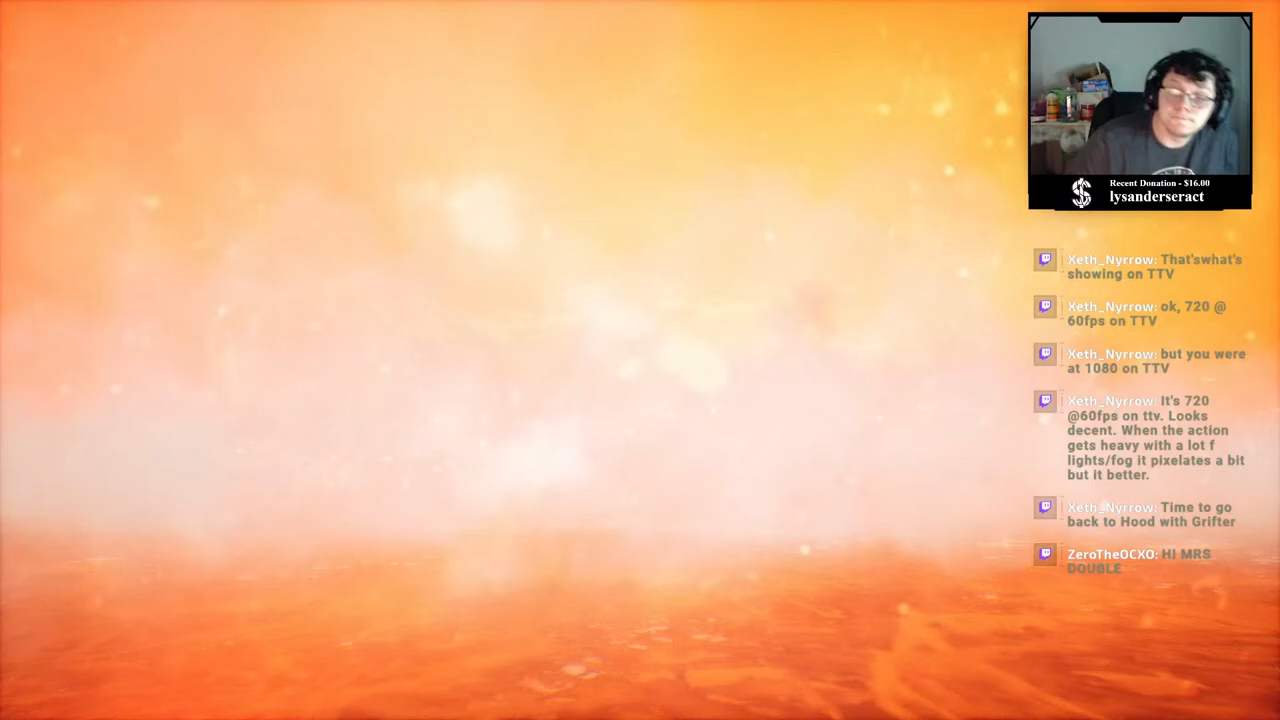 Recent Donation - $16.00
lysanderseract
Xeth_Nyrrow: That'swhat's
showing on TTV
Xeth_Nyrrow: ok, 720 @
60fps on TTV
Xeth_Nyrrow: but you were
at 1080 on TTV
Xeth_Nyrrow: It's 720
@60fps on ttv. Looks
decent. When the action
gets heavy with a lot f
lights/fog it pixelates a bit
but it better.
Xeth_Nyrrow: Time to go
back to Hood with Grifter
ZeroTheOCXO: HI MRS
DOUBLE